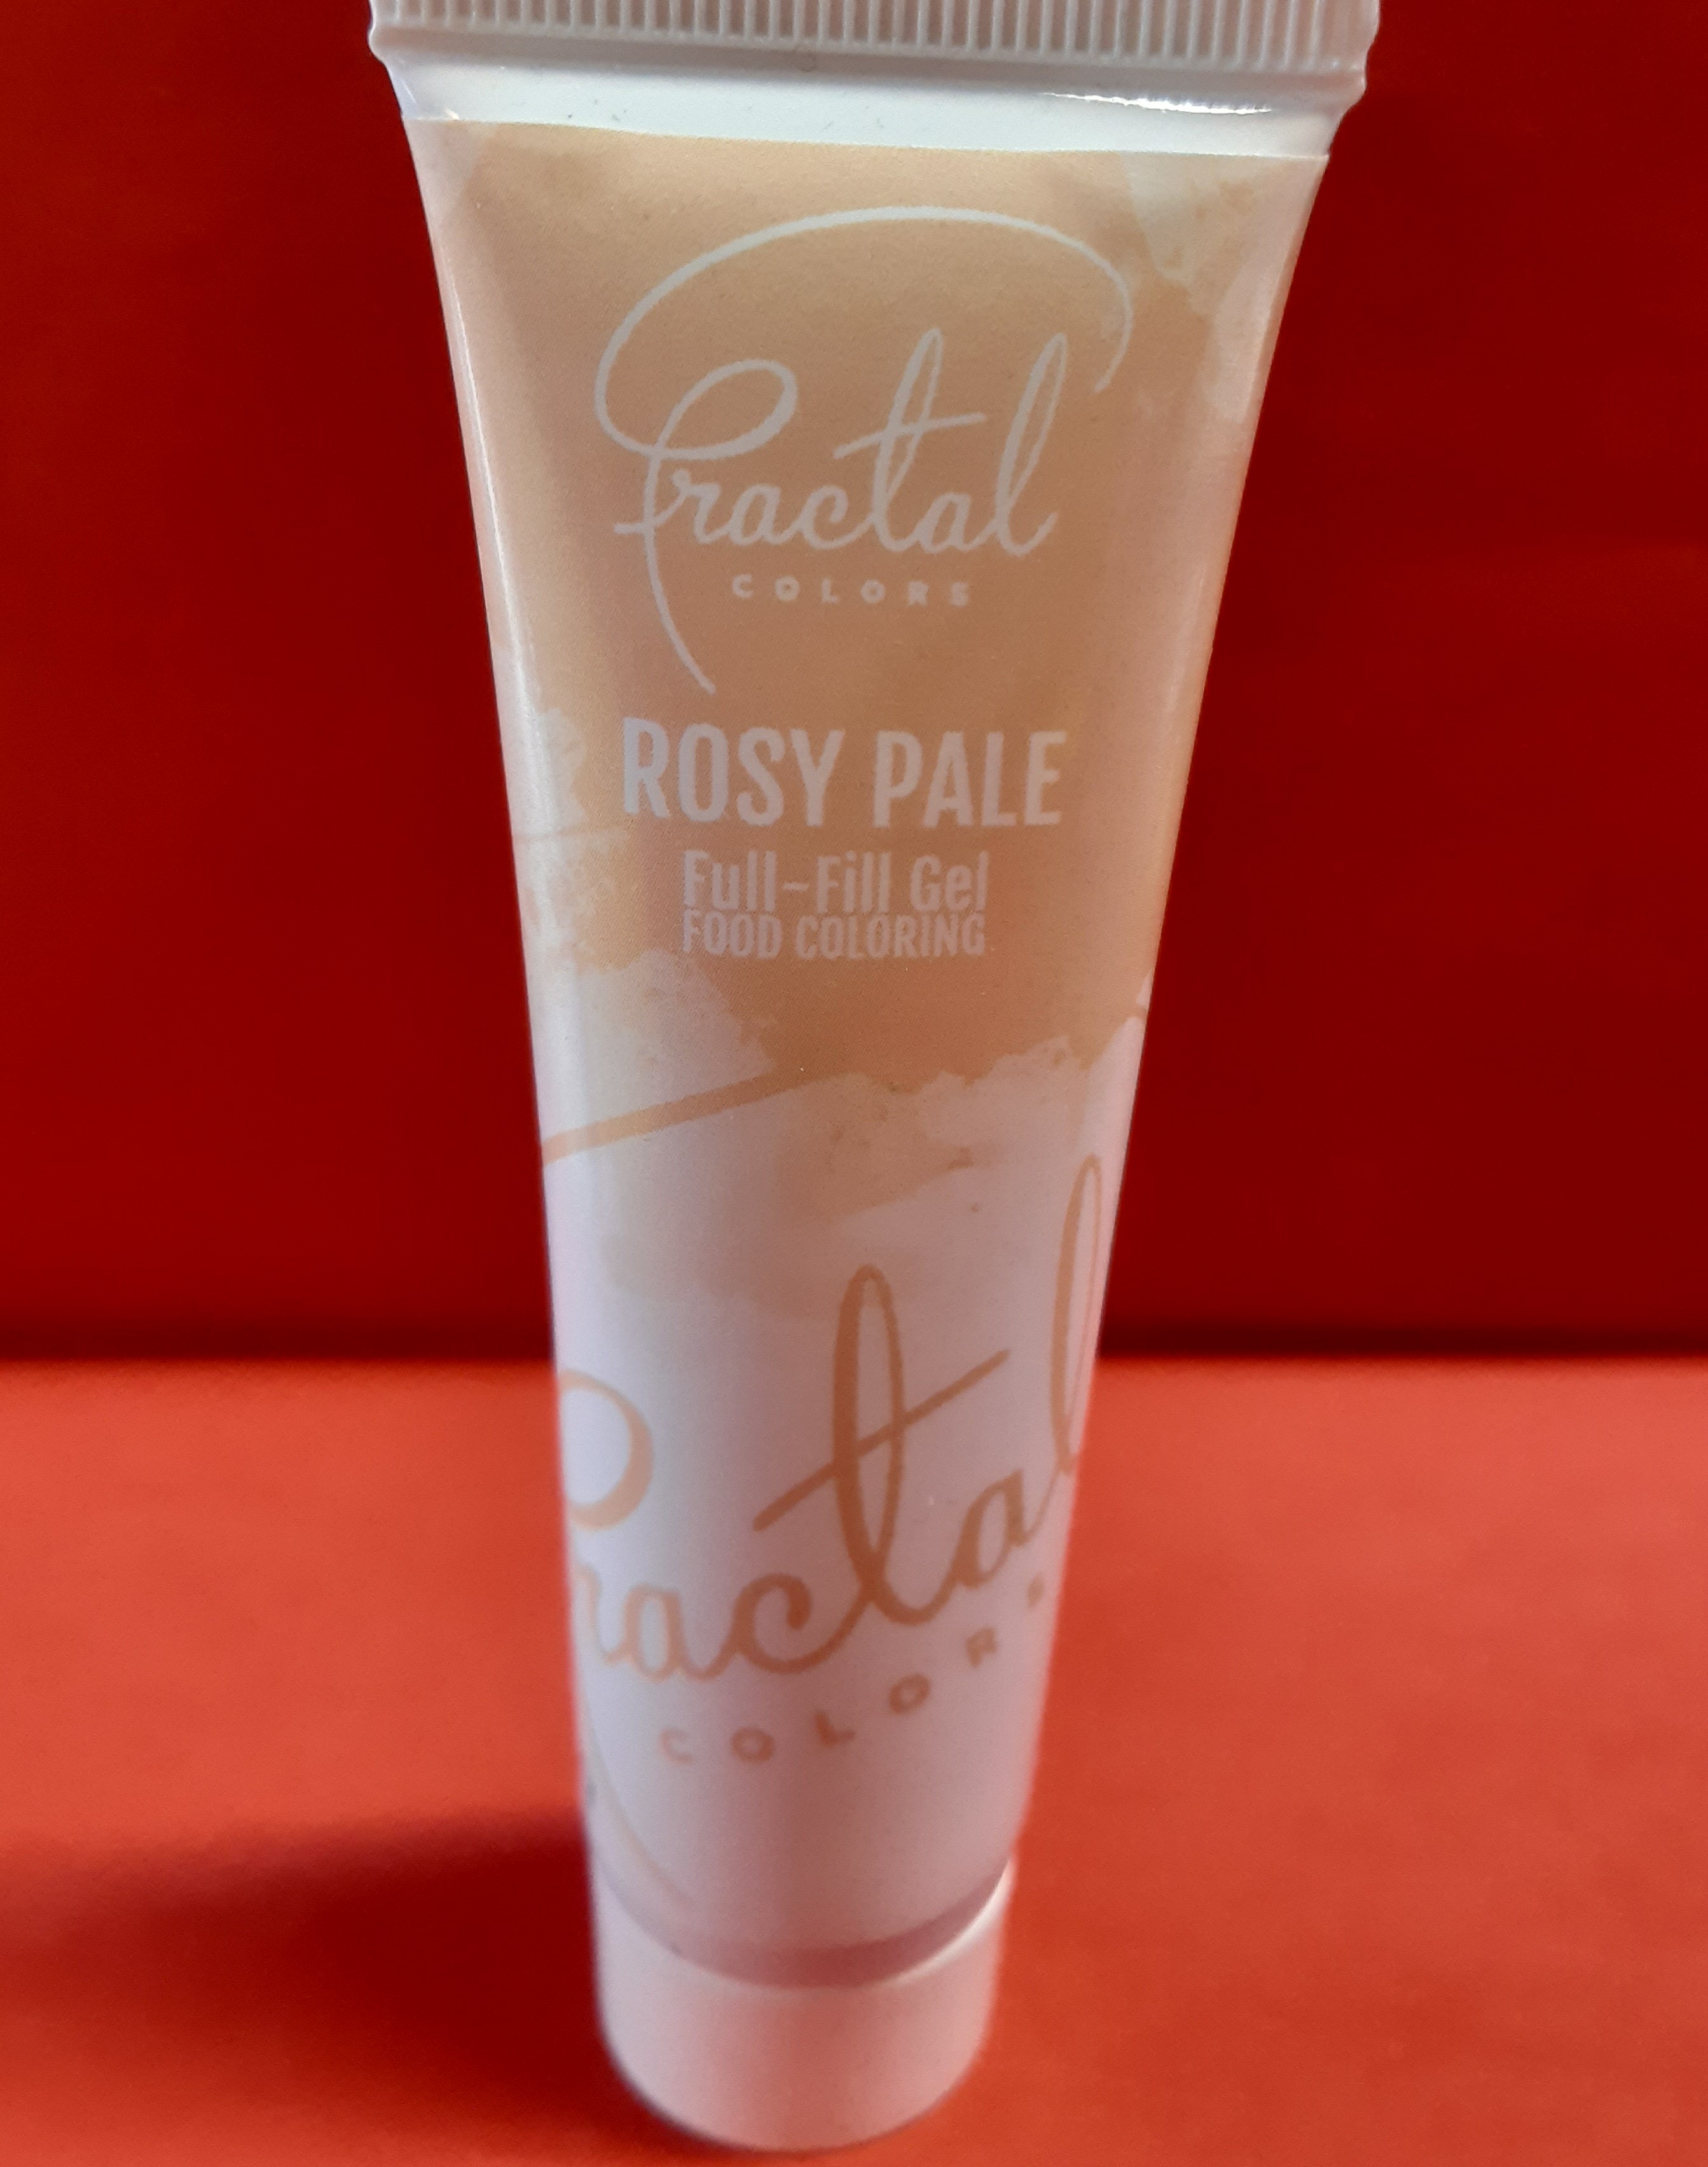 Fractal
COLORS
ROSY PALE
Full-Fill Gel
FOOD COLORING
Fractal
COLORS